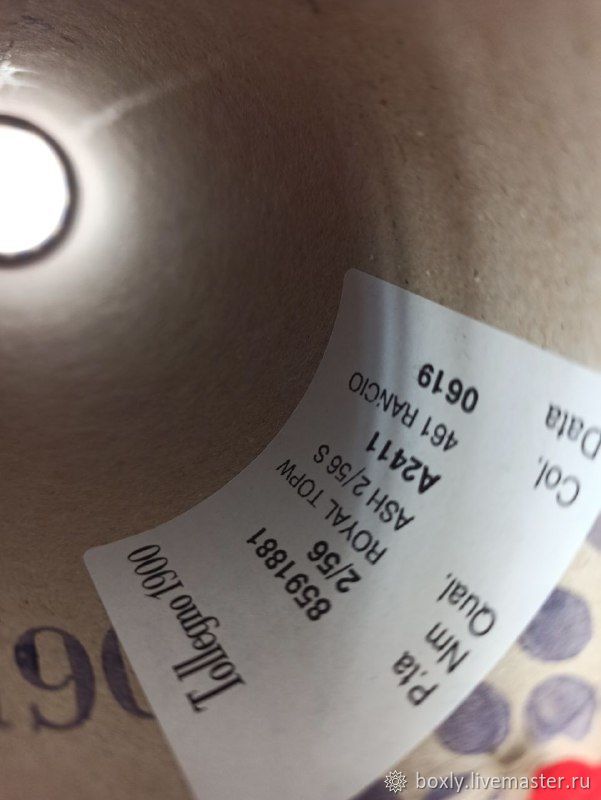 Tollegno 1900
P.ta 8591881
Nm 2/56
Qual. ROYAL TOPW
ASH 2/56 S
Col. A2411
461 RANCIO
Data 0619
boxly.livemaster.ru